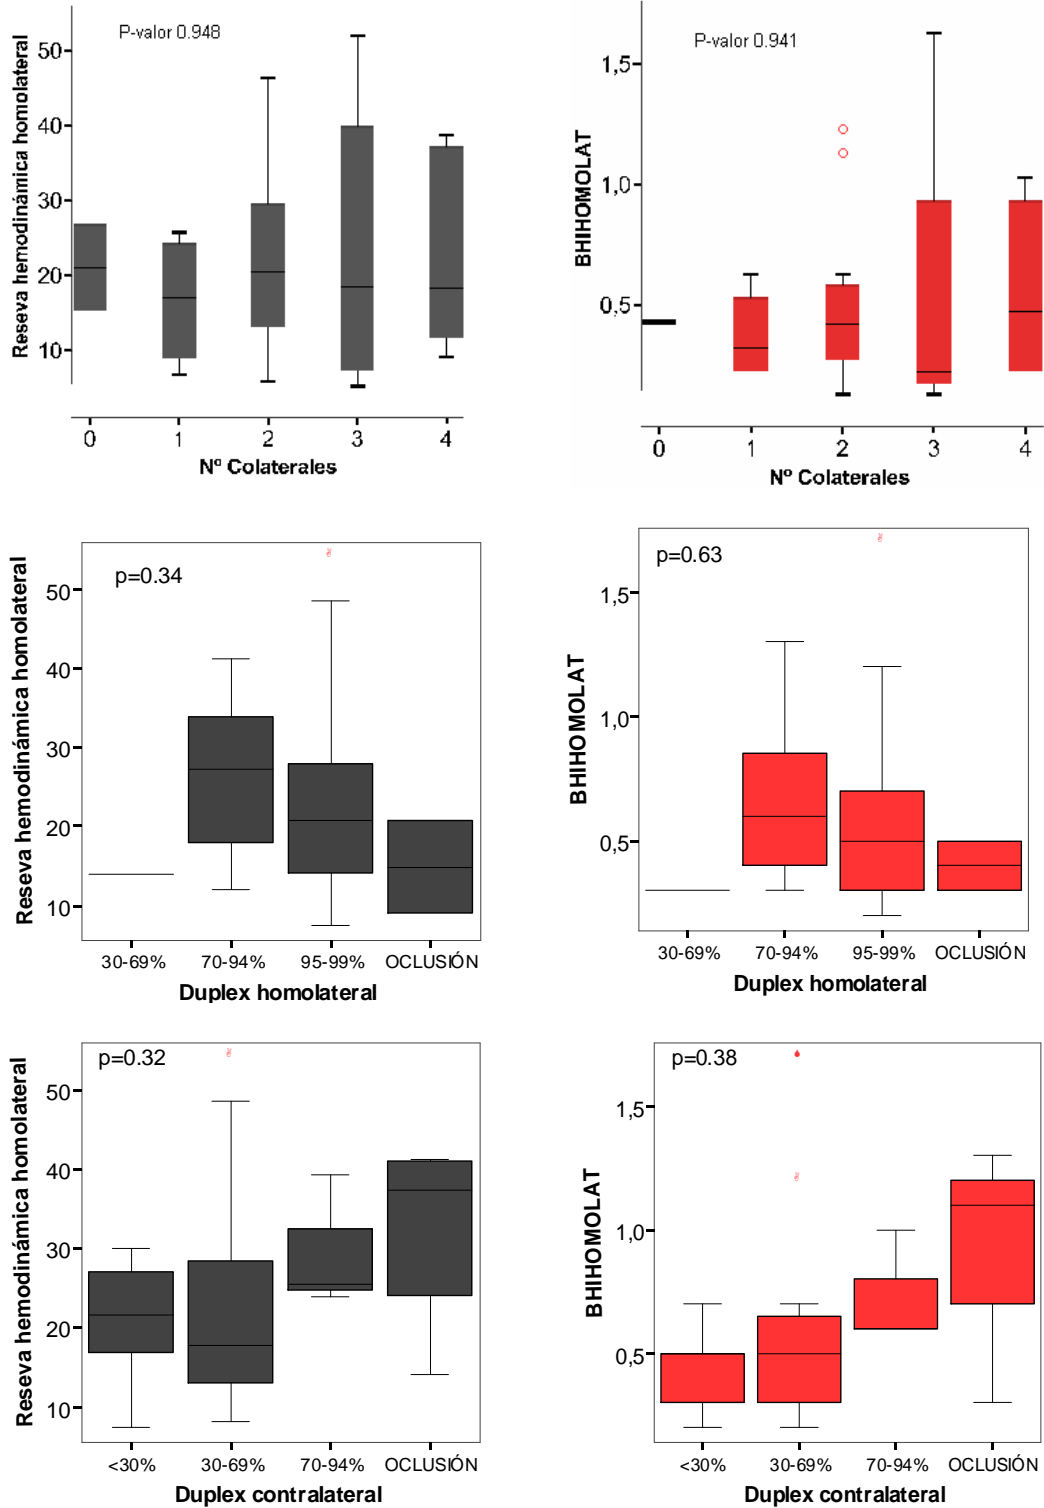 P-valor 0.948
Reseva hemodinámica homolateral
50
40
30
20
10
0 1 2 3 4
Nº Colaterales
P-valor 0.941
BHIHOMOLAT
1,5
1,0
0,5
0 1 2 3 4
Nº Colaterales
p=0.34
Reseva hemodinámica homolateral
50
40
30
20
10
30-69% 70-94% 95-99% OCLUSIÓN
Duplex homolateral
p=0.63
BHIHOMOLAT
1,5
1,0
0,5
30-69% 70-94% 95-99% OCLUSIÓN
Duplex homolateral
p=0.32
Reseva hemodinámica homolateral
50
40
30
20
10
<30% 30-69% 70-94% OCLUSIÓN
Duplex contralateral
p=0.38
BHIHOMOLAT
1,5
1,0
0,5
<30% 30-69% 70-94% OCLUSIÓN
Duplex contralateral